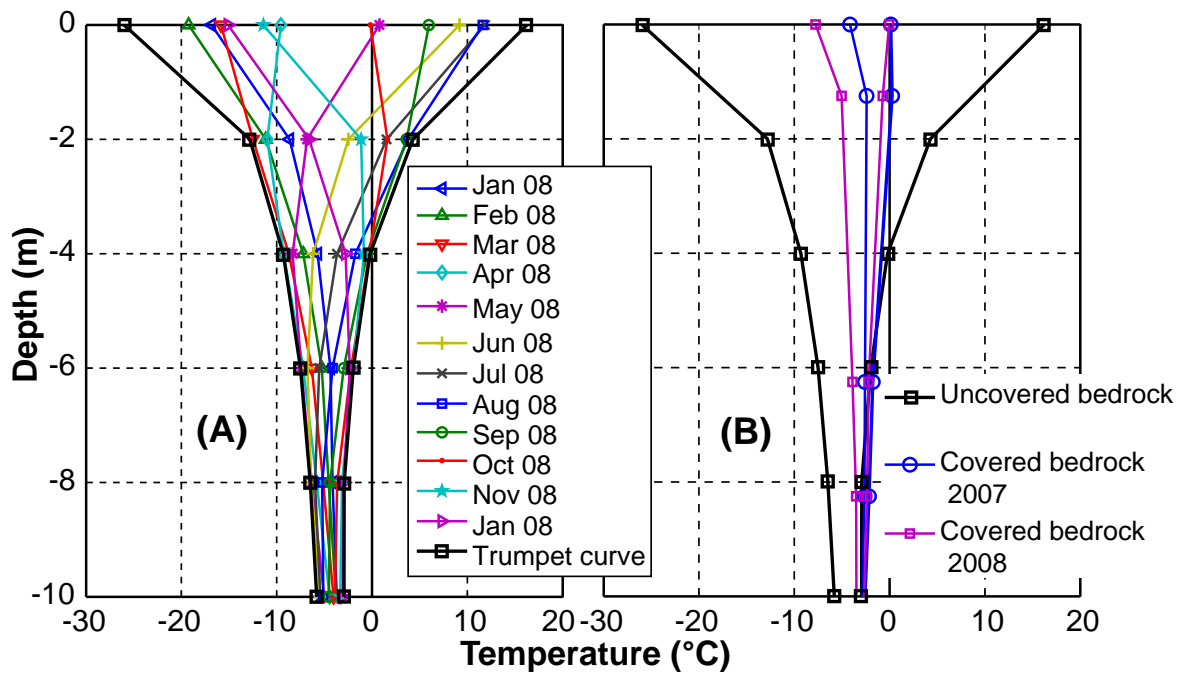 0
-2
-4
-6
-8
-10
Depth (m)
(A)
Jan 08
Feb 08
Mar 08
Apr 08
May 08
Jun 08
Jul 08
Aug 08
Sep 08
Oct 08
Nov 08
Jan 08
Trumpet curve
-30
-20
-10
0
10
20
(B)
Uncovered bedrock
Covered bedrock
2007
Covered bedrock
2008
-30
-20
-10
0
10
20
Temperature (°C)